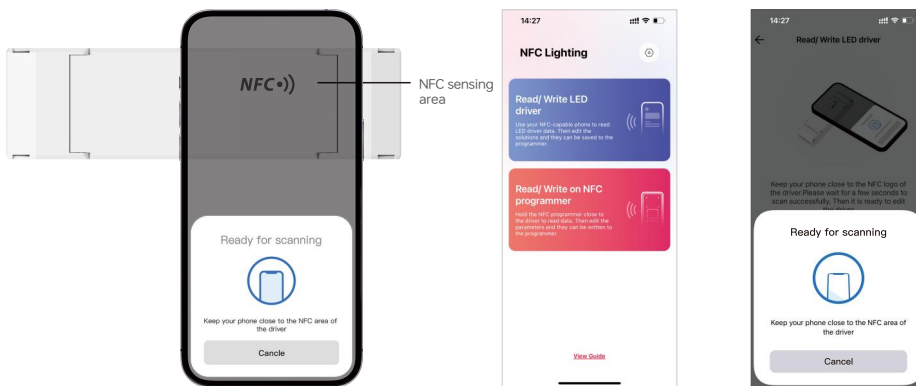 NFC
NFC sensing
area
Ready for scanning
Keep your phone close to the NFC area of
the driver
Cancle
14:27
NFC Lighting
Read/ Write LED
driver
Use your NFC-capable phone to read
LED driver data. Then edit the
solutions and they can be saved to the
programmer.
Read/ Write on NFC
programmer
Hold the NFC programmer close to
the driver to read data. Then edit the
parameters and they can be written to
the programmer.
View Guide
14:27
Read/ Write LED driver
Keep your phone close to the NFC logo of
the driver.Please wait for a few seconds to
scan successfully. Then it is ready to edit
the driver
Ready for scanning
Keep your phone close to the NFC area of
the driver
Cancel